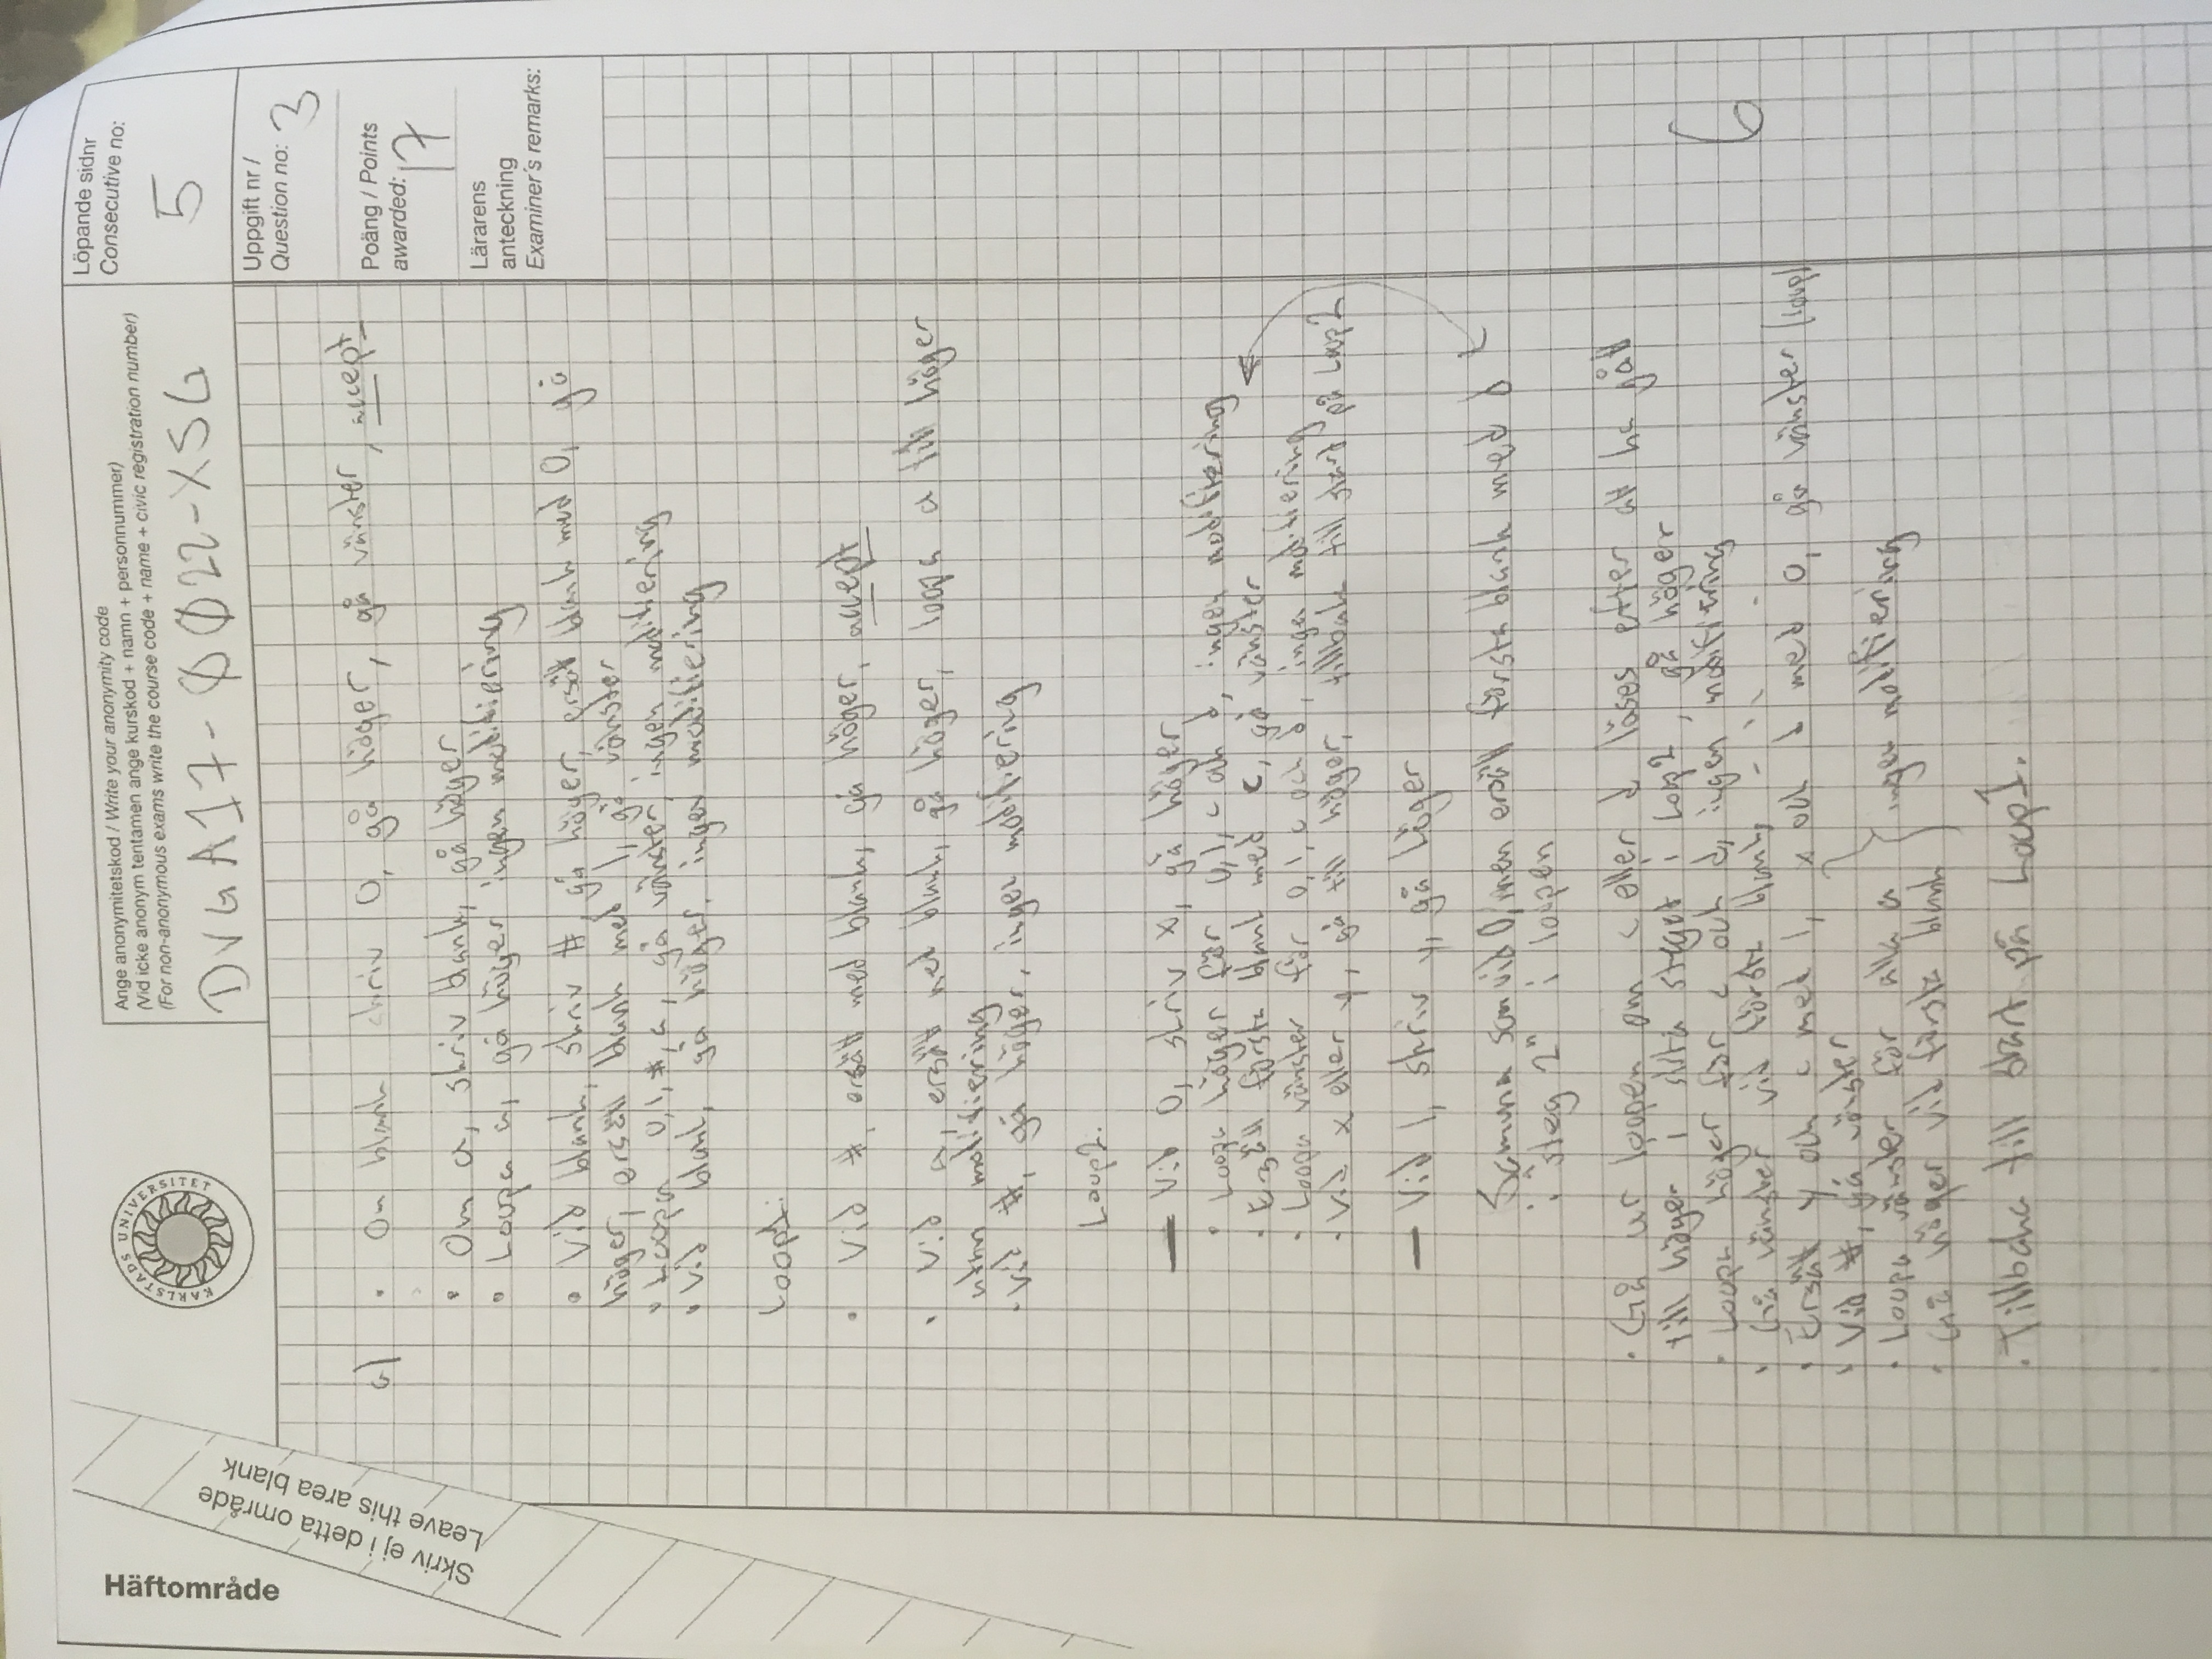 Häftområde
Skriv ej i detta område
Leave this area blank
KARLSTADS UNIVERSITET
Ange anonymitetskod / Write your anonymity code
(Vid icke anonym tentamen ange kurskod + namn + personnummer)
(For non-anonymous exams write the course code + name + civic registration number)
DVGA17-0022-XSG
Löpande sidnr
Consecutive no:
5
Uppgift nr /
Question no: 3
Poäng / Points
awarded: 17
Lärarens
anteckning
Examiner's remarks:
a) • Om blank skriv 0, gå höger, gå vänster, accept
• Om a, skriv blank, gå höger
• Loopa a, gå höger ingen modifiering
• Vid blank, skriv #, gå höger, ersätt blank med 0, gå
höger, ersätt blank med 1, gå vänster
• Loopa 0,1,#,a, gå vänster, ingen modifiering
• Vid blank, gå höger, ingen modifiering
Loop1:
• Vid #, ersätt med blank, gå höger, accept
• Vid a, ersätt med blank, gå höger, loopa a till höger
utan modifiering
• Vid #, gå höger, ingen modifiering
Loop2:
— Vid 0, skriv x, gå höger
• Loopa höger för 0,1,c och d, ingen modifiering
• Ersätt första blank med c, gå vänster
• Loopa vänster för 0,1,c och d, ingen modifiering
• Vid x eller y, gå till höger, tillbaka till start på Loop2
— Vid 1, skriv y, gå höger
Samma som vid 0, men ersätt första blank med d
i "steg 2" i loopen
• Gå ur loopen om c eller d läses efter att ha gått
till höger i sista steget i Loop2, gå höger
• Loopa höger för c och d, ingen modifiering
• Gå vänster vid första blank, - " -
• Ersätt y och c med 1, x och d med 0, gå vänster (loop)
• Vid #, gå vänster
• Loopa vänster för alla a } ingen modifiering
• Gå höger vid första blank
• Tillbaka till start på Loop1.
6